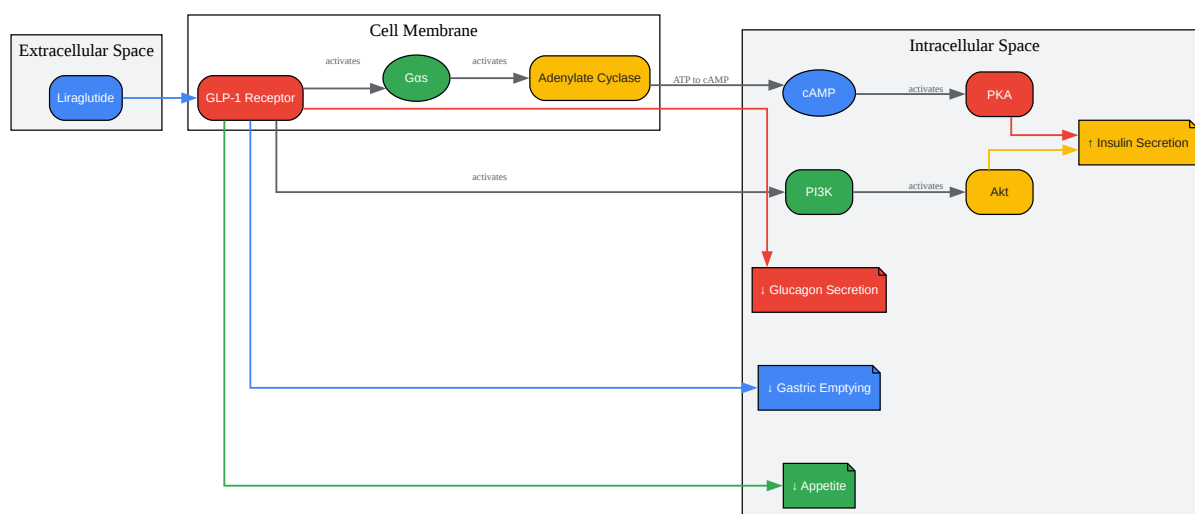 Extracellular Space
Liraglutide
Cell Membrane
GLP-1 Receptor
activates
Gαs
activates
Adenylate Cyclase
ATP to cAMP
Intracellular Space
cAMP
activates
PKA
↑ Insulin Secretion
activates
PI3K
activates
Akt
↓ Glucagon Secretion
↓ Gastric Emptying
↓ Appetite